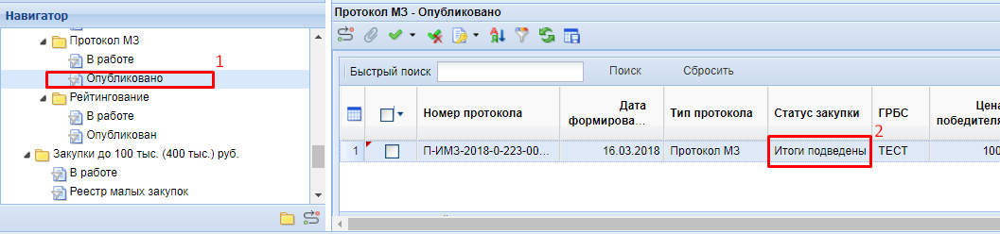 Навигатор
Протокол МЗ
В работе
1
Опубликовано
Рейтингование
В работе
Опубликован
Закупки до 100 тыс. (400 тыс.) руб.
В работе
Реестр малых закупок
Протокол МЗ - Опубликовано
Быстрый поиск
Поиск
Сбросить
Номер протокола
Дата
формирова...
Тип протокола
Статус закупки
ГРБС
Цена
победителя
2
1
П-ИМЗ-2018-0-223-00...
16.03.2018
Протокол МЗ
Итоги подведены
ТЕСТ
100